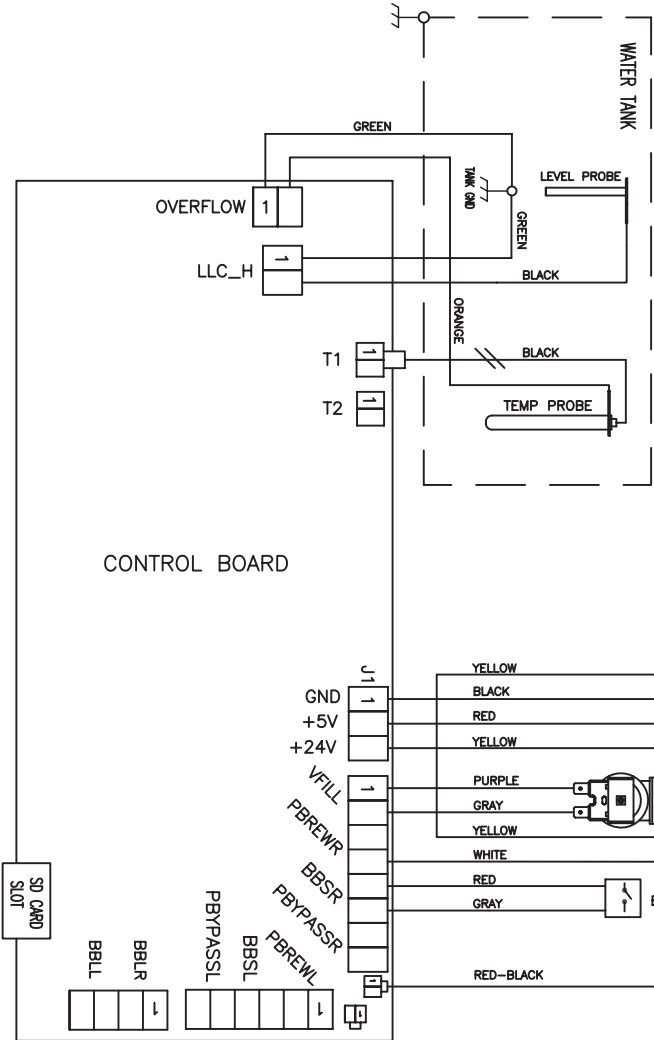 WATER TANK
GREEN
LEVEL PROBE
TANK GND
OVERFLOW
1
GREEN
1
LLC_H
BLACK
ORANGE
T1
1
BLACK
T2
1
TEMP PROBE
CONTROL BOARD
J1
YELLOW
GND
1
BLACK
+5V
RED
+24V
YELLOW
VFILL
1
PURPLE
GRAY
PBREWR
YELLOW
WHITE
BBSR
RED
GRAY
PBYPASSR
SD CARD
SLOT
BBLL
BBLR
1
PBYPASSL
BBSL
PBREWL
1
1
1
RED-BLACK